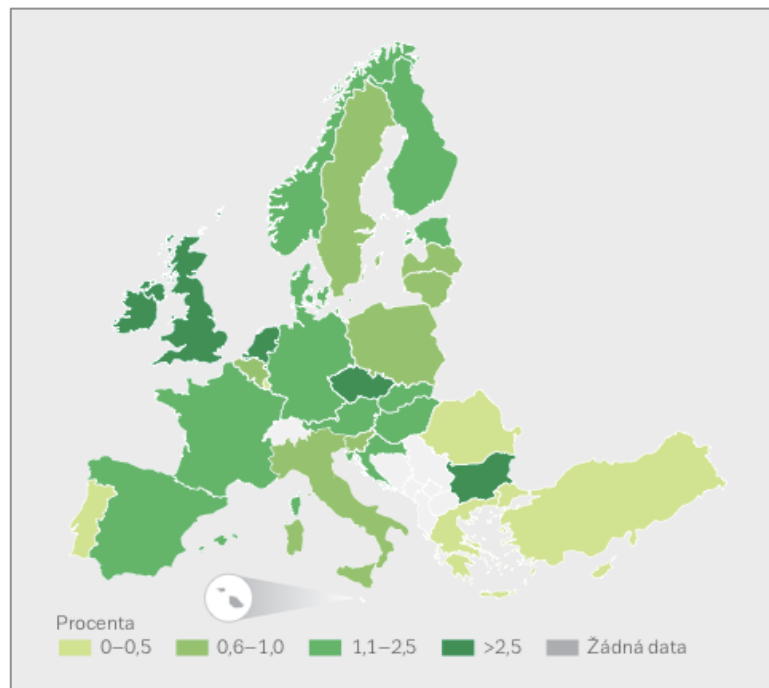 Procenta
0–0,5 0,6–1,0 1,1–2,5 >2,5 Žádná data